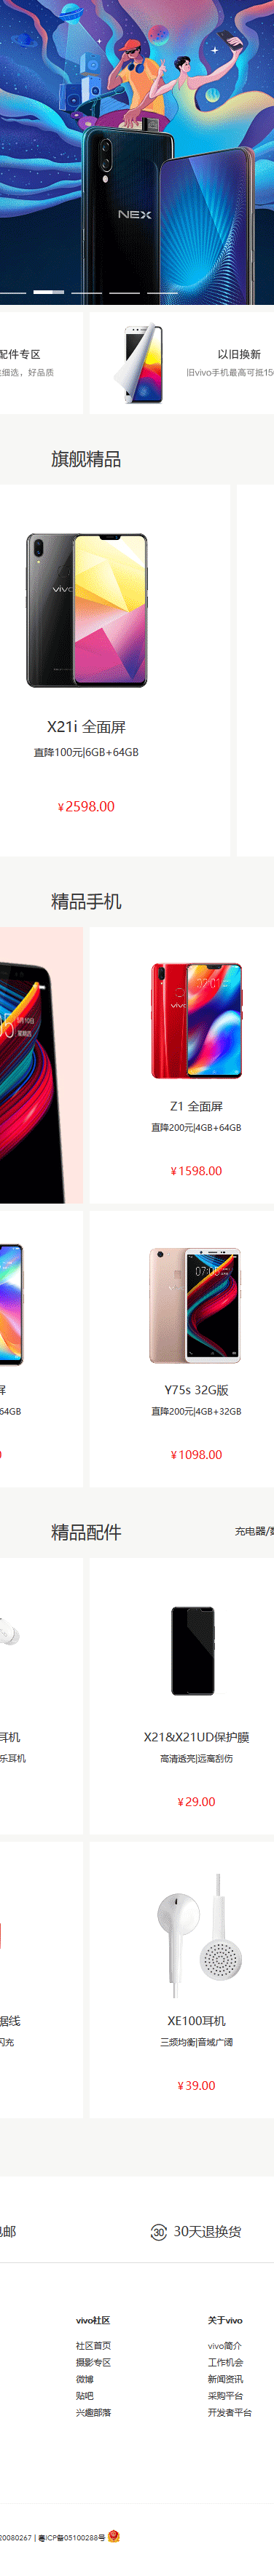 NEX
配件专区
以旧换新
细选，好品质
旧vivo手机最高可抵15
旗舰精品
vivo
X21i 全面屏
直降100元|6GB+64GB
¥2598.00
精品手机
Z1 全面屏
直降200元|4GB+64GB
¥1598.00
07:05
屏
64GB
Y75s 32G版
直降200元|4GB+32GB
¥1098.00
精品配件
充电器/
耳机
乐耳机
X21&X21UD保护膜
高清透亮|远离刮伤
¥29.00
据线
闪充
XE100耳机
三频均衡|音域广阔
¥39.00
包邮
30
30天退换货
vivo社区
关于vivo
社区首页
vivo简介
摄影专区
工作机会
微博
新闻资讯
贴吧
采购平台
兴趣部落
开发者平台
20080267 | 粤ICP备05100288号